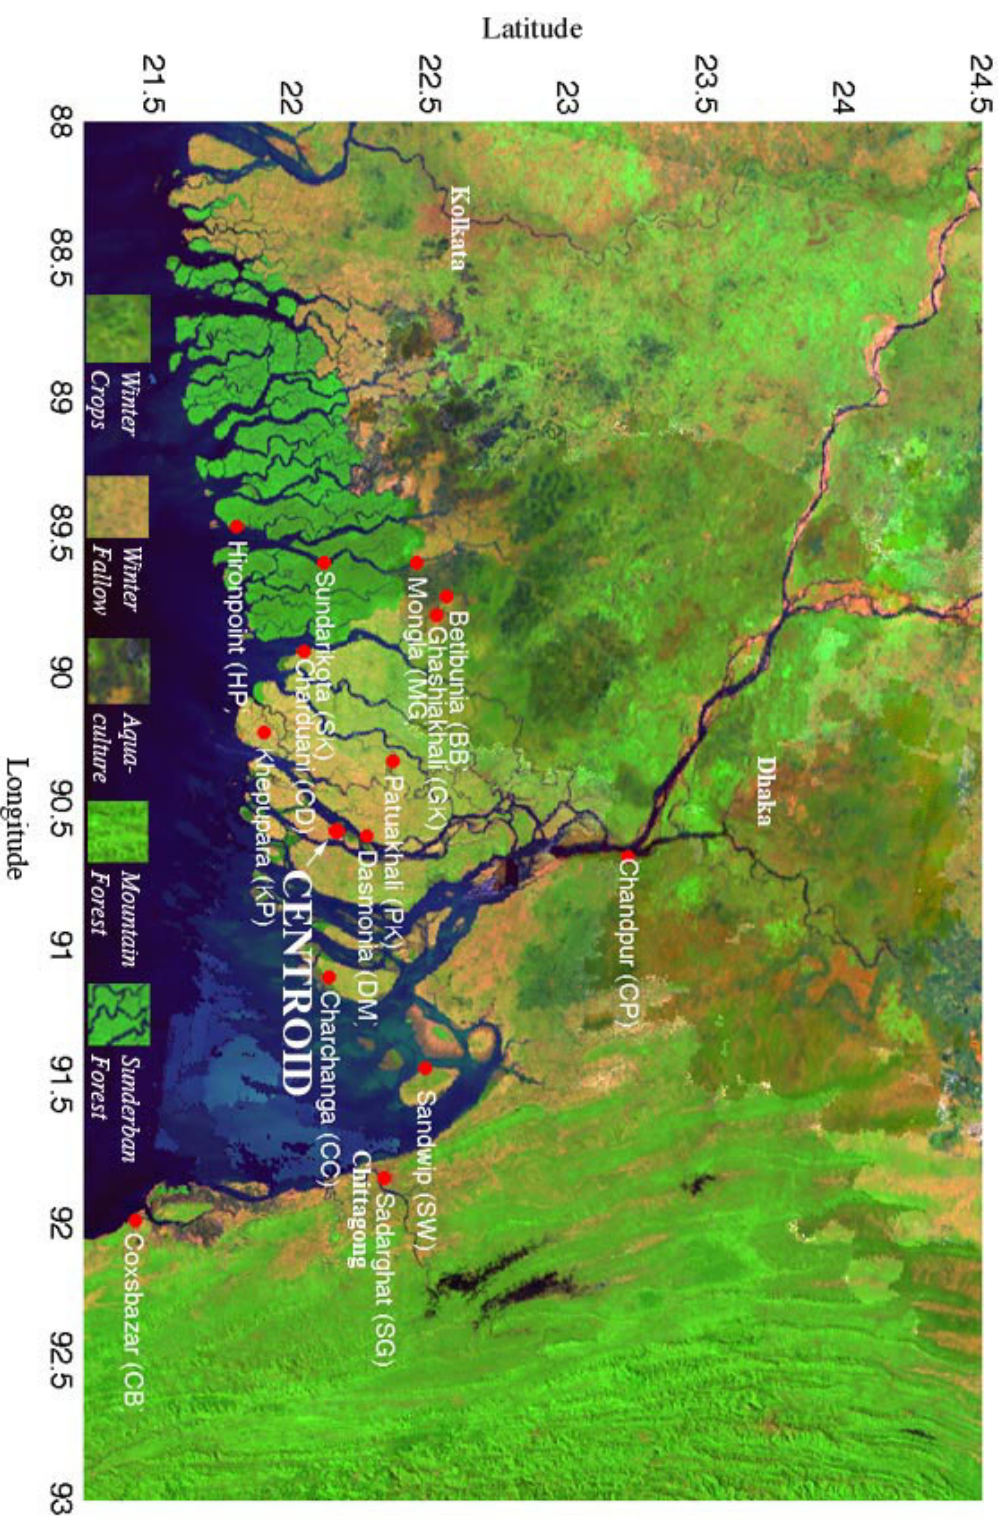 Latitude
24.5
24
23.5
23
22.5
22
21.5
88
88.5
89
89.5
90
90.5
91
91.5
92
92.5
93
Longitude
Kolkata
Dhaka
Chittagong
CENTROID
Chandpur (CP)
Betibunia (BB)
Ghashiakhali (GK)
Mongla (MG)
Sundarikota (SK)
Hironpoint (HP)
Charduani (CD)
Khepupara (KP)
Patuakhali (PK)
Dasmonia (DM)
Charchanga (CC)
Sandwip (SW)
Sadarghat (SG)
Coxsbazar (CB)
Winter
Crops
Winter
Fallow
Aqua-
culture
Mountain
Forest
Sunderban
Forest